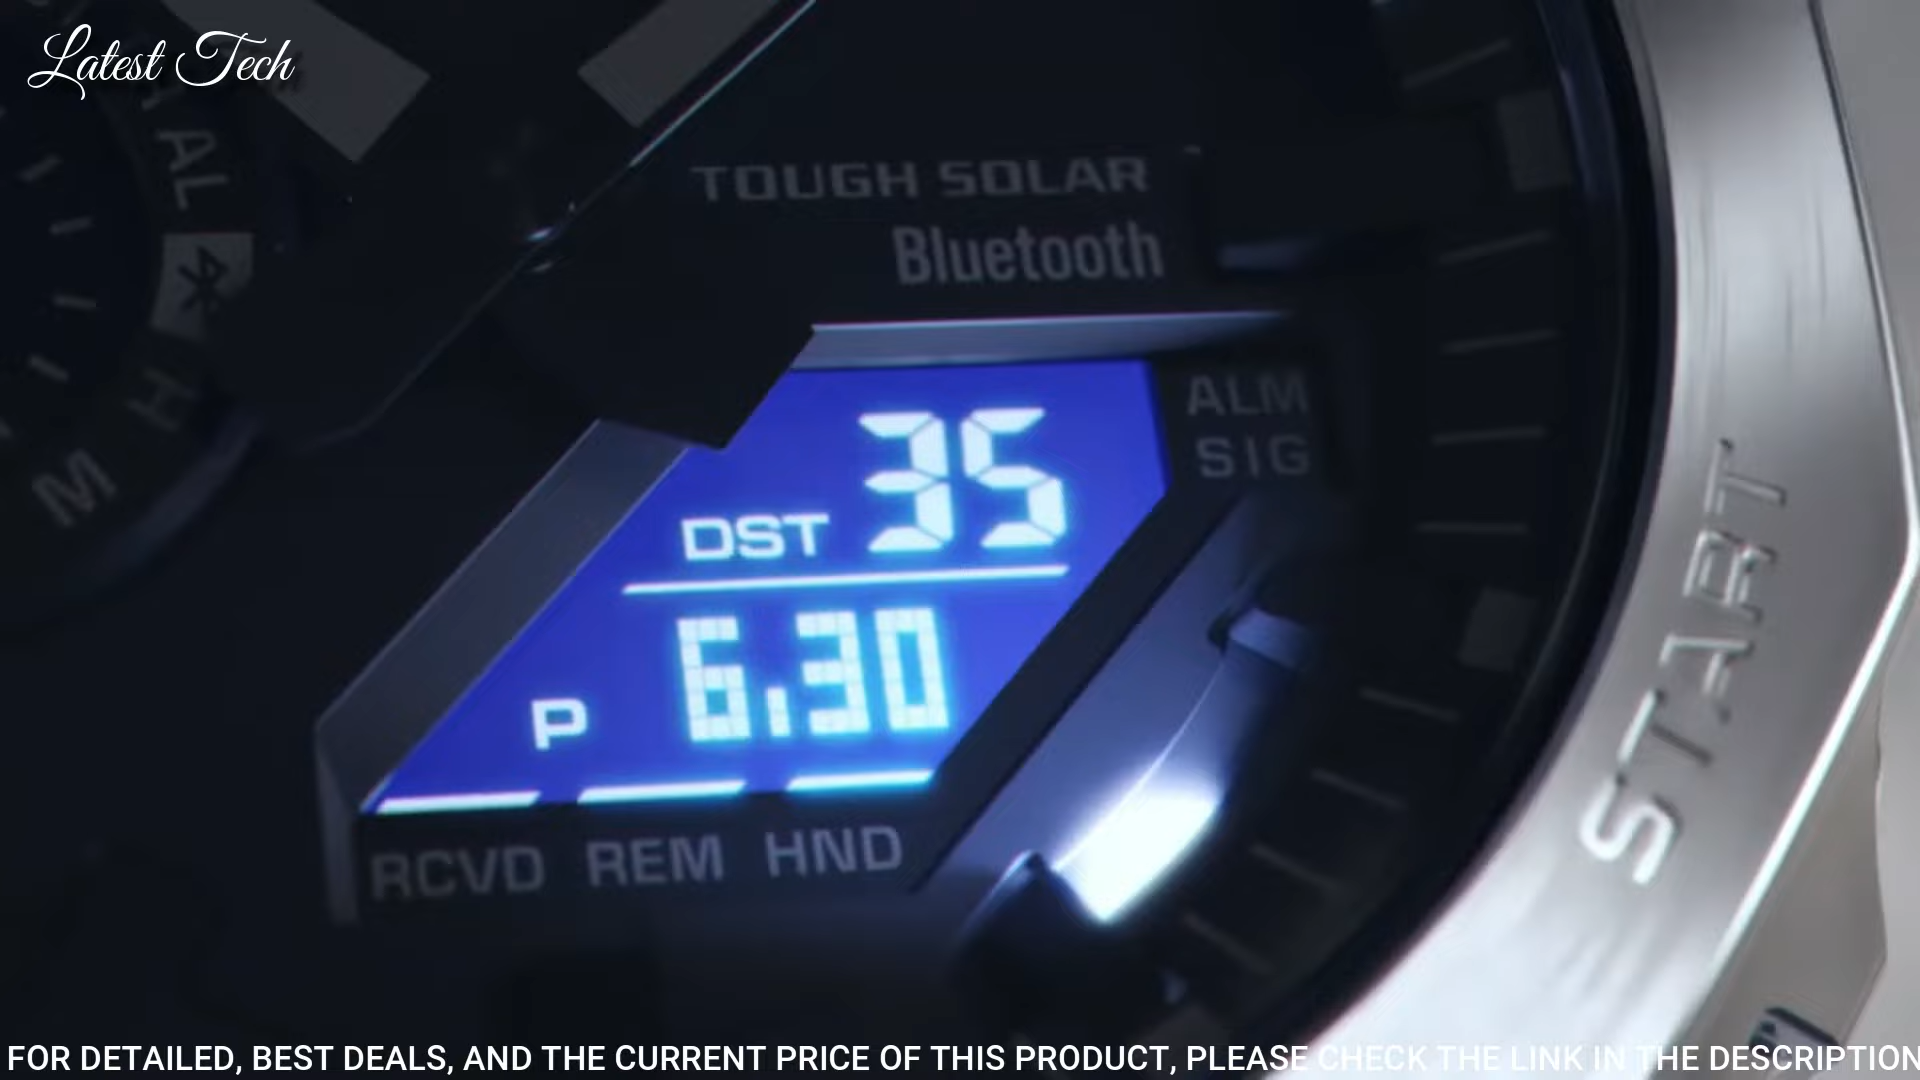 Latest Tech
AL
TOUGH SOLAR
Bluetooth
H
M
ALM
SIG
35
DST
6.30
P
RCVD REM HND
START
FOR DETAILED, BEST DEALS, AND THE CURRENT PRICE OF THIS PRODUCT, PLEASE CHECK THE LINK IN THE DESCRIPTION